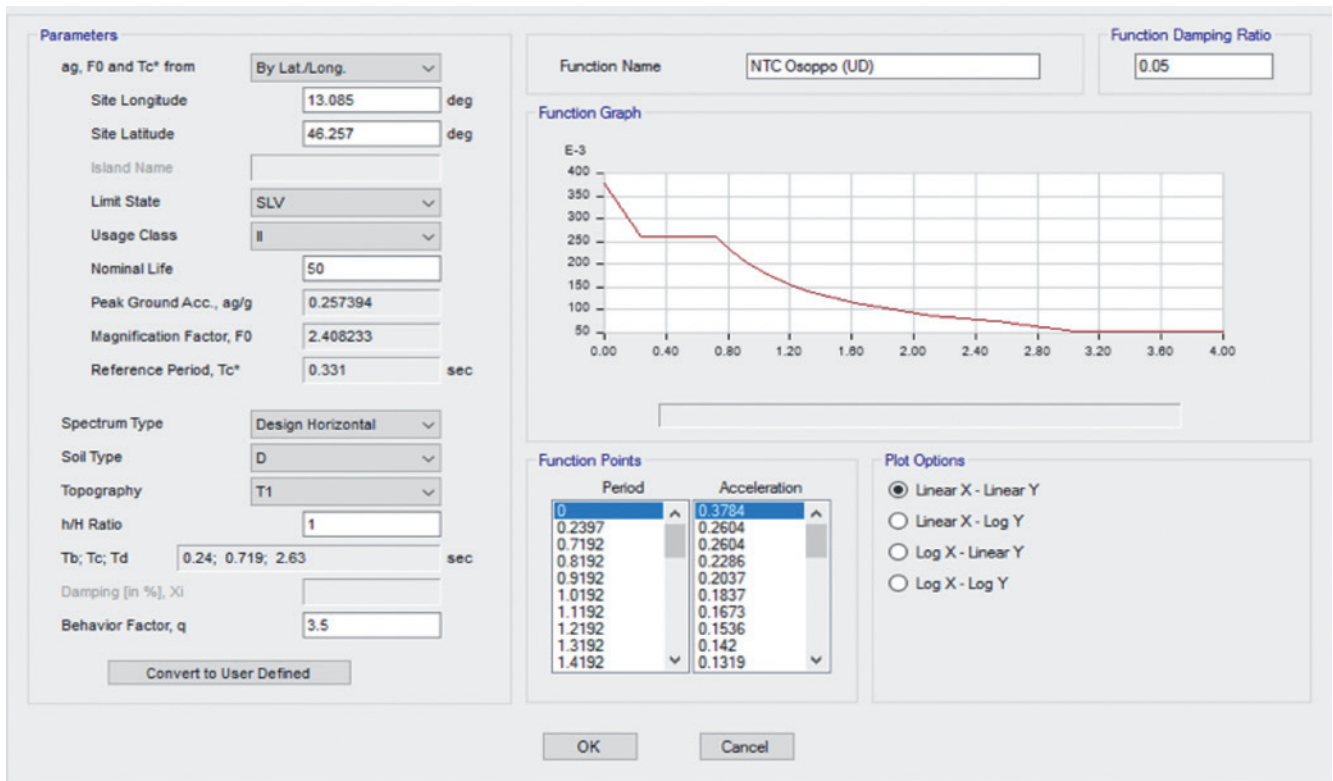 Parameters
ag, F0 and Tc* from By Lat./Long.
Site Longitude 13.085 deg
Site Latitude 46.257 deg
Island Name
Limit State SLV
Usage Class II
Nominal Life 50
Peak Ground Acc., ag/g 0.257394
Magnification Factor, F0 2.408233
Reference Period, Tc* 0.331 sec
Spectrum Type Design Horizontal
Soil Type D
Topography T1
h/H Ratio 1
Tb; Tc; Td 0.24; 0.719; 2.63 sec
Damping [in %], Xi
Behavior Factor, q 3.5
Convert to User Defined
Function Name NTC Osoppo (UD)
Function Damping Ratio
0.05
Function Graph
E-3
400
350
300
250
200
150
100
50
0.00 0.40 0.80 1.20 1.60 2.00 2.40 2.80 3.20 3.60 4.00
Function Points
Period Acceleration
0 0.3784
0.2397 0.2604
0.7192 0.2604
0.8192 0.2286
0.9192 0.2037
1.0192 0.1837
1.1192 0.1673
1.2192 0.1536
1.3192 0.142
1.4192 0.1319
Plot Options
Linear X - Linear Y
Linear X - Log Y
Log X - Linear Y
Log X - Log Y
OK Cancel